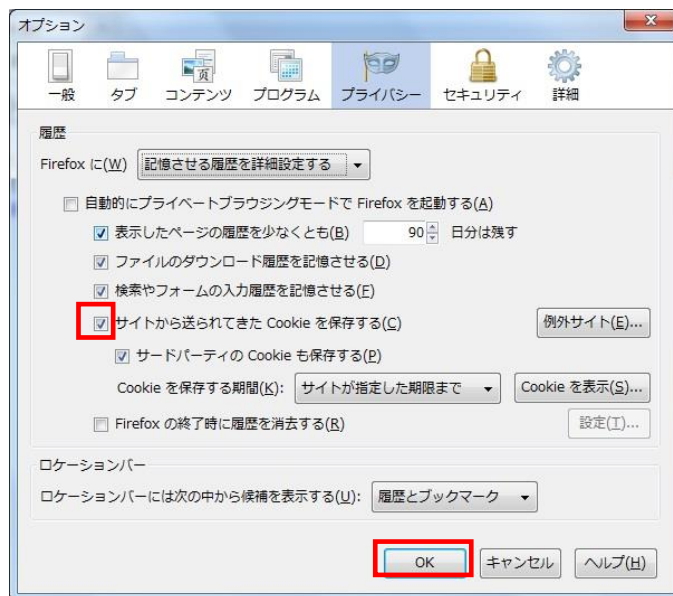 オプション
一般 タブ コンテンツ プログラム プライバシー セキュリティ 詳細
履歴
Firefox に(W) 記憶させる履歴を詳細設定する
自動的にプライベートブラウジングモードで Firefox を起動する(A)
表示したページの履歴を少なくとも(B) 90 日分は残す
ファイルのダウンロード履歴を記憶させる(D)
検索やフォームの入力履歴を記憶させる(F)
サイトから送られてきた Cookie を保存する(C) 例外サイト(E)...
サードパーティの Cookie も保存する(P)
Cookie を保存する期間(K): サイトが指定した期限まで Cookie を表示(S)...
Firefox の終了時に履歴を消去する(R) 設定(T)...
ロケーションバー
ロケーションバーには次の中から候補を表示する(U): 履歴とブックマーク
OK キャンセル ヘルプ(H)